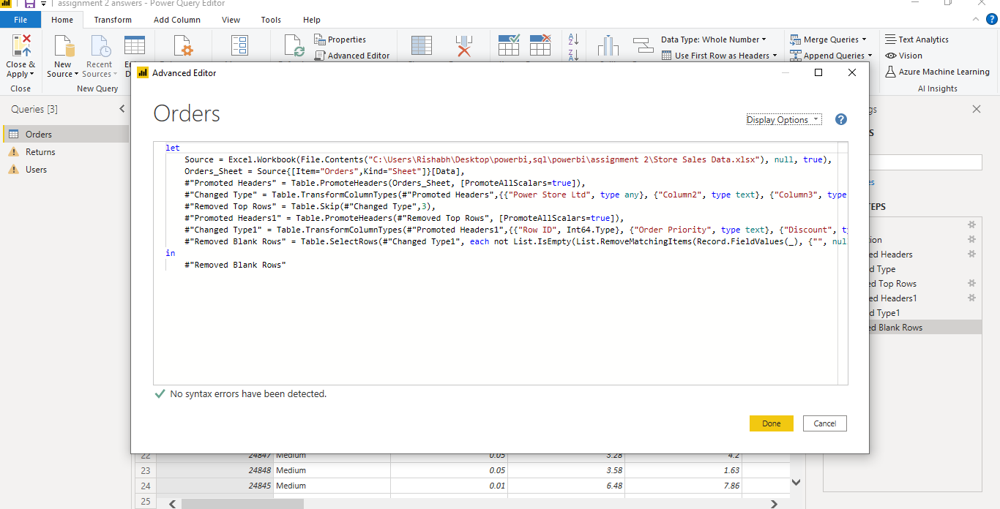 assignment 2 answers - Power Query Editor
File Home Transform Add Column View Tools Help
Close &
Apply
New
Source
Recent
Sources
Properties
Advanced Editor
Data Type: Whole Number
Use First Row as Headers
Merge Queries
Append Queries
Text Analytics
Vision
Azure Machine Learning
Close
New Query
AI Insights
Queries [3]
Orders
Returns
Users
Advanced Editor
Orders
Display Options
?
let
Source = Excel.Workbook(File.Contents("C:\Users\Rishabh\Desktop\powerbi,sql\powerbi\assignment 2\Store Sales Data.xlsx"), null, true),
Orders_Sheet = Source{[Item="Orders",Kind="Sheet"]}[Data],
#"Promoted Headers" = Table.PromoteHeaders(Orders_Sheet, [PromoteAllScalars=true]),
#"Changed Type" = Table.TransformColumnTypes(#"Promoted Headers",{{"Power Store Ltd", type any}, {"Column2", type text}, {"Column3", type
#"Removed Top Rows" = Table.Skip(#"Changed Type",3),
#"Promoted Headers1" = Table.PromoteHeaders(#"Removed Top Rows", [PromoteAllScalars=true]),
#"Changed Type1" = Table.TransformColumnTypes(#"Promoted Headers1",{{"Row ID", Int64.Type}, {"Order Priority", type text}, {"Discount", ty
#"Removed Blank Rows" = Table.SelectRows(#"Changed Type1", each not List.IsEmpty(List.RemoveMatchingItems(Record.FieldValues(_), {"", null
in
#"Removed Blank Rows"
No syntax errors have been detected.
Done
Cancel
gs
S
es
EPS
ion
ed Headers
d Type
ed Top Rows
ed Headers1
d Type1
ed Blank Rows
22 24847 Medium 0.05 3.28 4.2
23 24848 Medium 0.05 3.58 1.63
24 24845 Medium 0.01 6.48 7.86
25